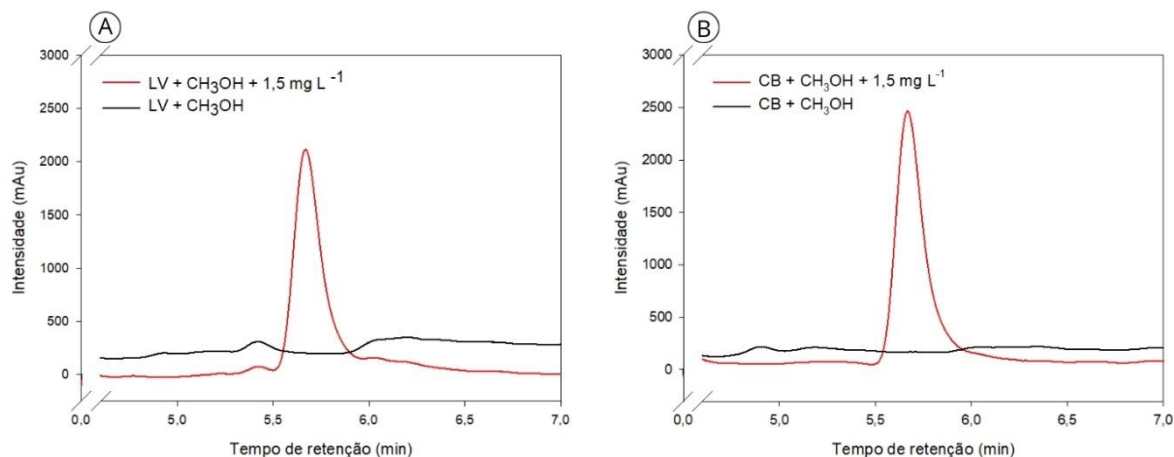 A
3000
2500
2000
1500
1000
500
0
Intensidade (mAu)
LV + CH3OH + 1,5 mg L -1
LV + CH3OH
0,0 5,0 5,5 6,0 6,5 7,0
Tempo de retenção (min)
B
3000
2500
2000
1500
1000
500
0
Intensidade (mAu)
CB + CH3OH + 1,5 mg L-1
CB + CH3OH
0,0 5,0 5,5 6,0 6,5 7,0
Tempo de retenção (min)